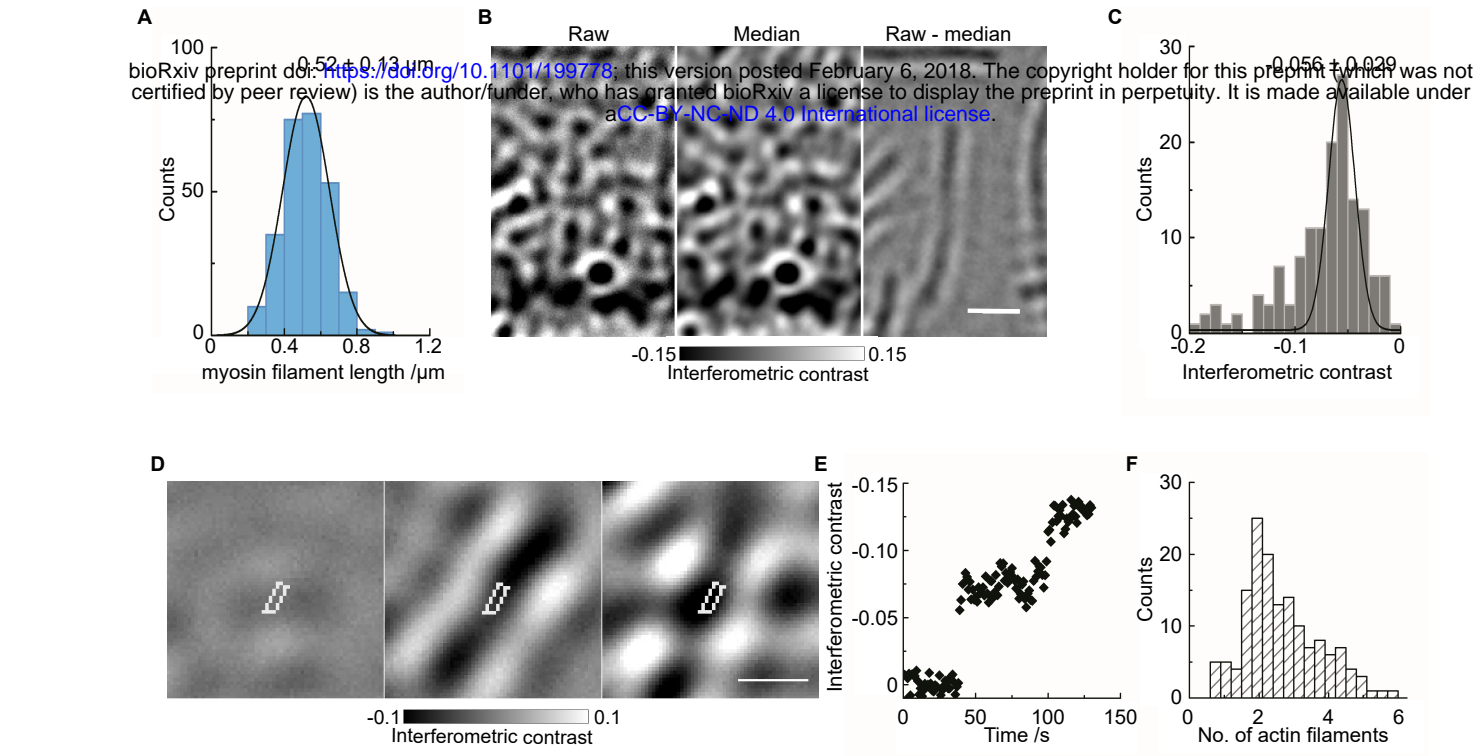 A
B
C
Raw
Median
Raw - median
100
0.52 ± 0.13 µm
30
-0.056 ± 0.029
bioRxiv preprint doi: https://doi.org/10.1101/199778; this version posted February 6, 2018. The copyright holder for this preprint (which was not
certified by peer review) is the author/funder, who has granted bioRxiv a license to display the preprint in perpetuity. It is made available under
aCC-BY-NC-ND 4.0 International license.
Counts
50
0
0
0.4
0.8
1.2
myosin filament length /µm
-0.15
0.15
Interferometric contrast
Counts
20
10
0
-0.2
-0.1
0
Interferometric contrast
D
E
F
-0.1
0.1
Interferometric contrast
Interferometric contrast
-0.15
-0.10
-0.05
0
0
50
100
150
Time /s
Counts
30
20
10
0
0
2
4
6
No. of actin filaments